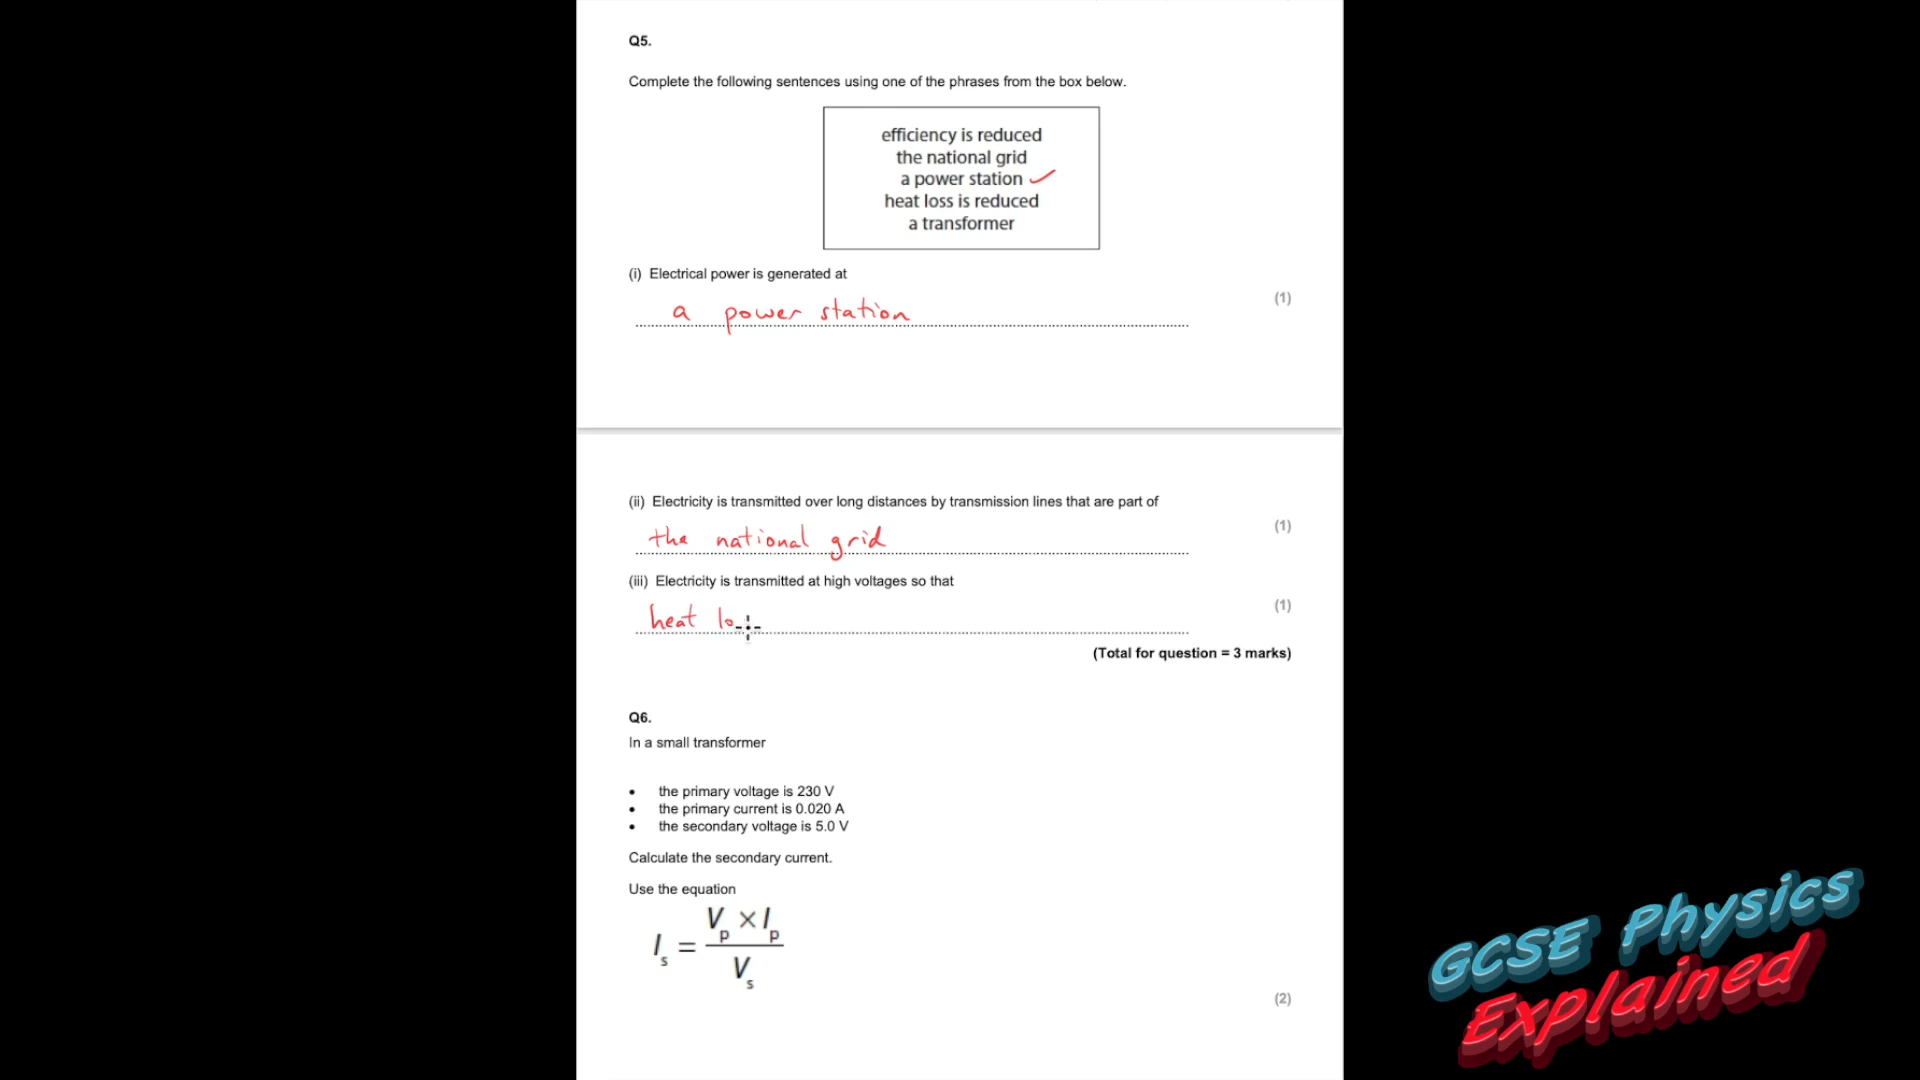 Q5.
Complete the following sentences using one of the phrases from the box below.
efficiency is reduced
the national grid
a power station
heat loss is reduced
a transformer
(i) Electrical power is generated at
(1)
a power station
(ii) Electricity is transmitted over long distances by transmission lines that are part of
(1)
the national grid
(iii) Electricity is transmitted at high voltages so that
(1)
heat lo
(Total for question = 3 marks)
Q6.
In a small transformer
• the primary voltage is 230 V
• the primary current is 0.020 A
• the secondary voltage is 5.0 V
Calculate the secondary current.
Use the equation
Is = Vp × Ip / Vs
(2)
GCSE Physics
Explained